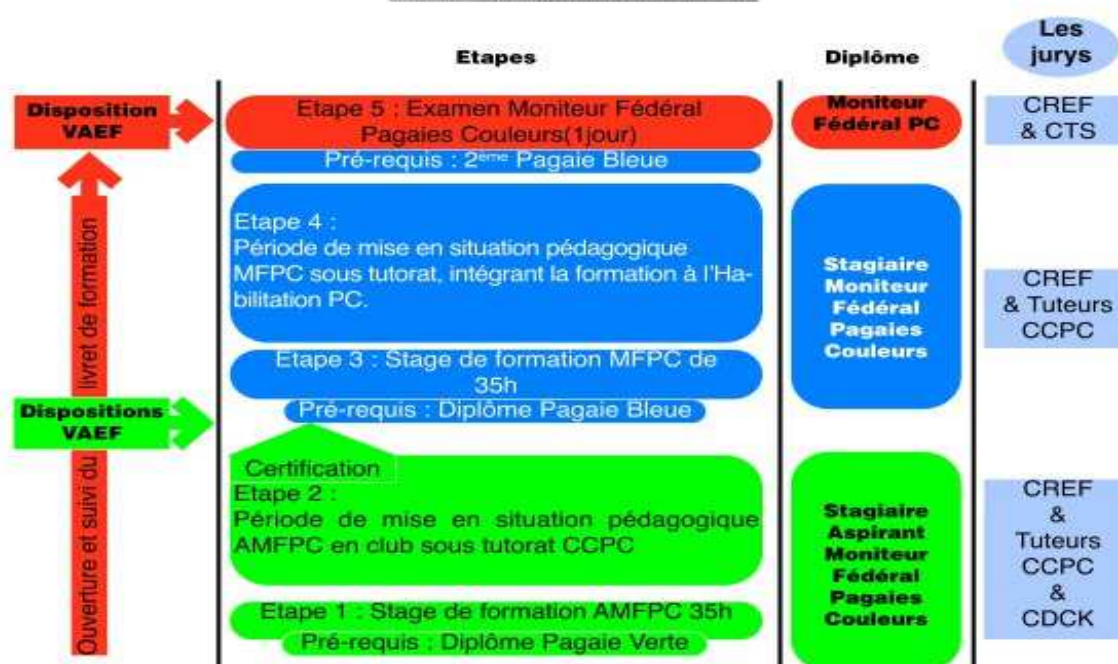 Etapes
Diplôme
Les
jurys
Disposition
VAEF
Etape 5 : Examen Moniteur Fédéral
Pagaies Couleurs(1jour)
Moniteur
Fédéral PC
CREF
& CTS
Pré-requis : 2eme Pagaie Bleue
Etape 4 :
Période de mise en situation pédagogique
MFPC sous tutorat, intégrant la formation à l'Ha-
bilitation PC.
Stagiaire
Moniteur
Fédéral
Pagaies
Couleurs
CREF
& Tuteurs
CCPC
Etape 3 : Stage de formation MFPC de
35h
Pré-requis : Diplôme Pagaie Bleue
Dispositions
VAEF
Ouverture et suivi du livret de formation
Certification
Etape 2 :
Période de mise en situation pédagogique
AMFPC en club sous tutorat CCPC
Stagiaire
Aspirant
Moniteur
Fédéral
Pagaies
Couleurs
CREF
&
Tuteurs
CCPC
&
CDCK
Etape 1 : Stage de formation AMFPC 35h
Pré-requis : Diplôme Pagaie Verte